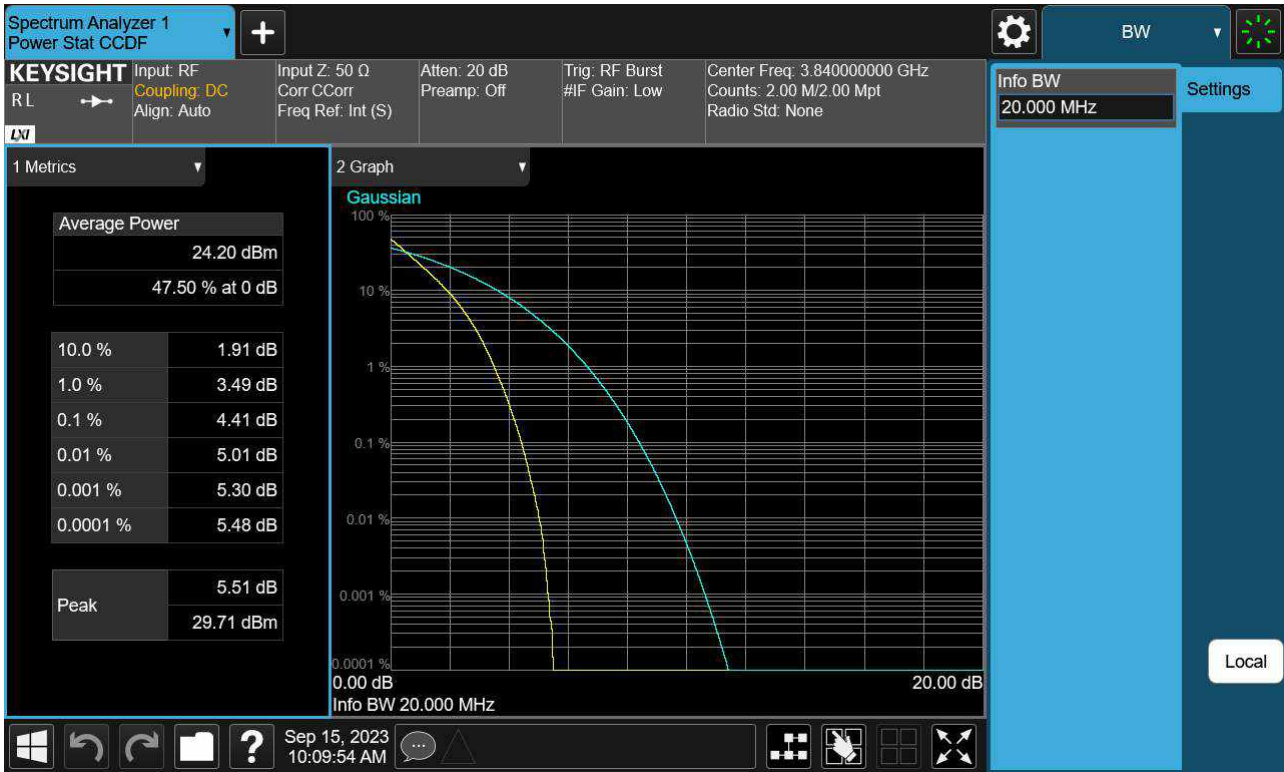 Spectrum Analyzer 1
Power Stat CCDF
+
BW
KEYSIGHT
RL
LXI
Input: RF
Coupling: DC
Align: Auto
Input Z: 50 Ω
Corr CCorr
Freq Ref: Int (S)
Atten: 20 dB
Preamp: Off
Trig: RF Burst
#IF Gain: Low
Center Freq: 3.840000000 GHz
Counts: 2.00 M/2.00 Mpt
Radio Std: None
Info BW
20.000 MHz
Settings
1 Metrics
Average Power
24.20 dBm
47.50 % at 0 dB
10.0 % 1.91 dB
1.0 % 3.49 dB
0.1 % 4.41 dB
0.01 % 5.01 dB
0.001 % 5.30 dB
0.0001 % 5.48 dB
Peak
5.51 dB
29.71 dBm
2 Graph
Gaussian
100 %
10 %
1 %
0.1 %
0.01 %
0.001 %
0.0001 %
0.00 dB 20.00 dB
Info BW 20.000 MHz
Local
?
Sep 15, 2023
10:09:54 AM